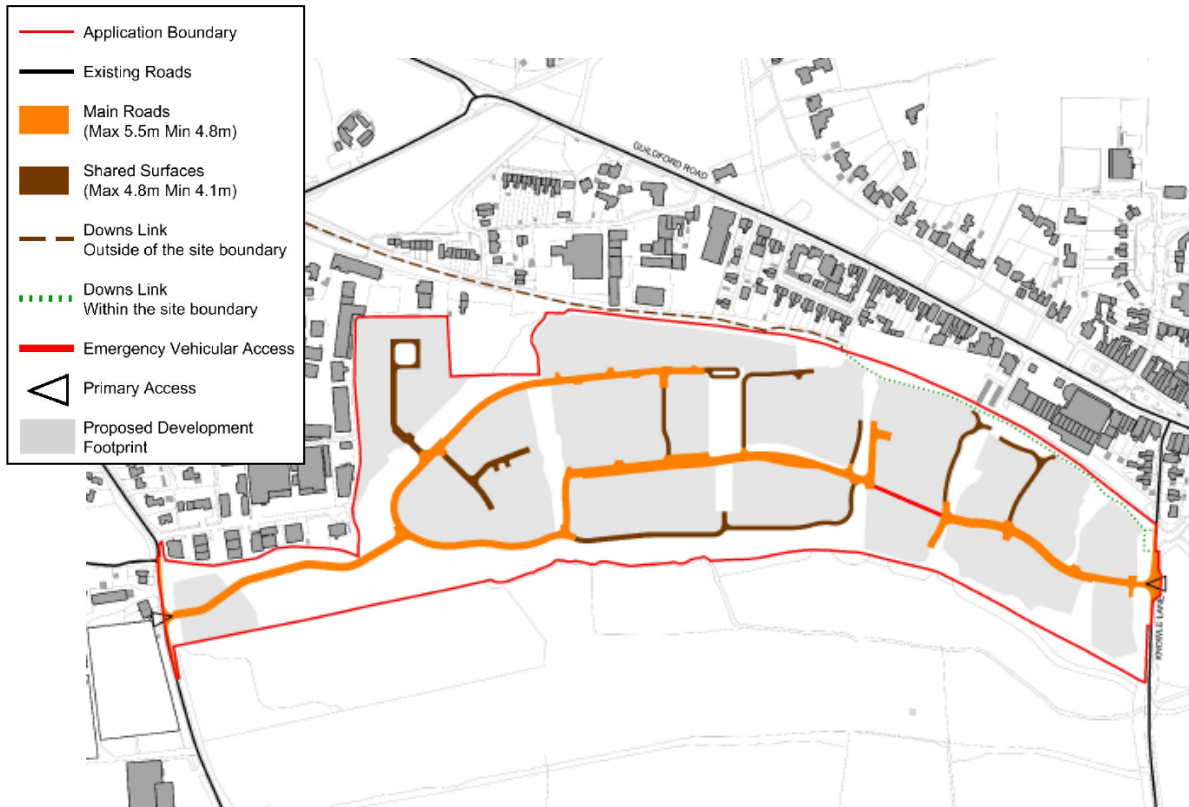 Application Boundary
Existing Roads
Main Roads
(Max 5.5m Min 4.8m)
Shared Surfaces
(Max 4.8m Min 4.1m)
Downs Link
Outside of the site boundary
Downs Link
Within the site boundary
Emergency Vehicular Access
Primary Access
Proposed Development
Footprint
GUILDFORD ROAD
KNOWLE LANE